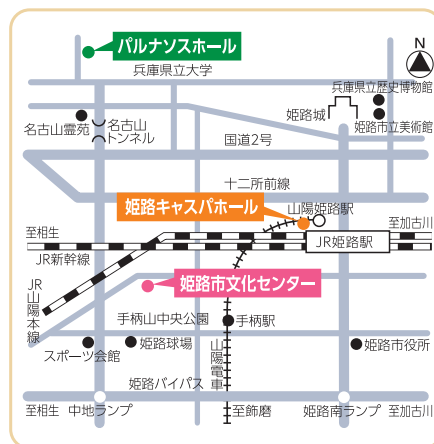 パルナソスホール
兵庫県立大学
N
兵庫県立歴史博物館
姫路城
姫路市立美術館
名古山霊苑
名古山
トンネル
国道2号
十二所前線
姫路キャスパホール
山陽姫路駅
至相生
至加古川
JR姫路駅
JR新幹線
JR山陽本線
姫路市文化センター
手柄山中央公園
手柄駅
スポーツ会館
姫路球場
山陽電車
姫路市役所
姫路バイパス
至相生
中地ランプ
至飾磨
姫路南ランプ
至加古川